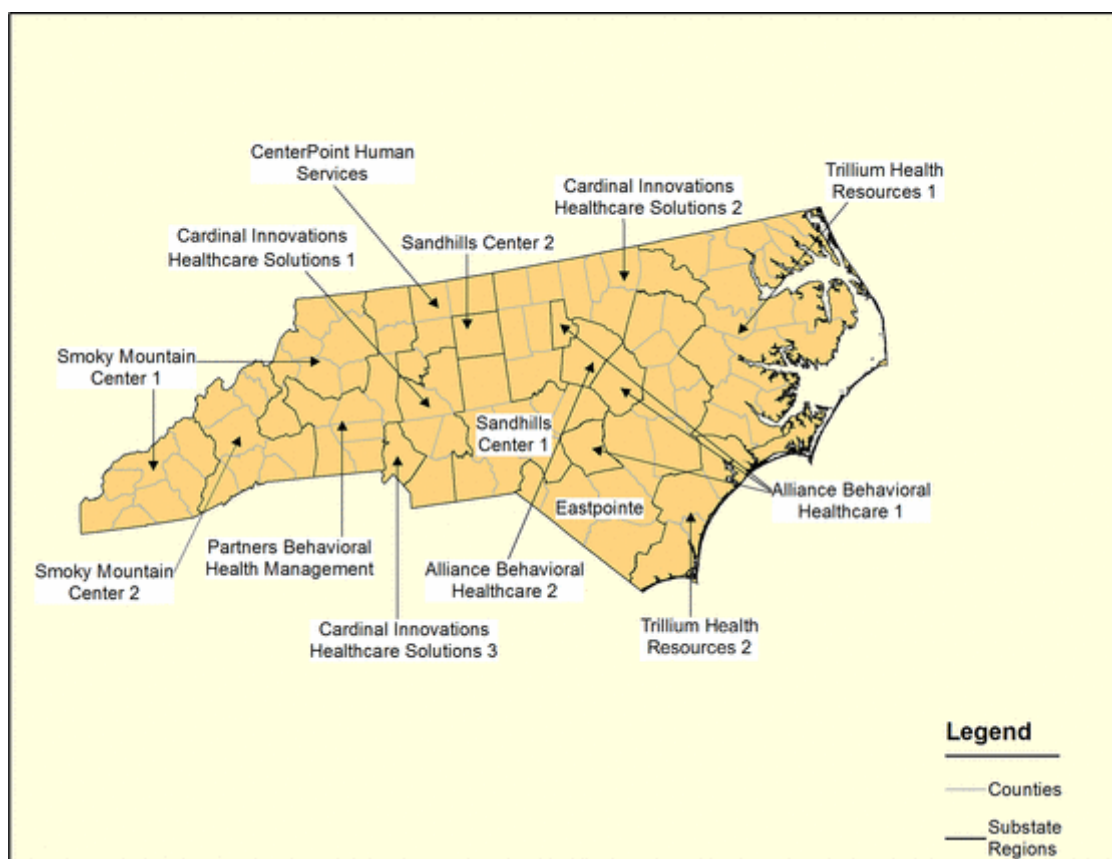 CenterPoint Human
Services
Trillium Health
Resources 1
Cardinal Innovations
Healthcare Solutions 2
Cardinal Innovations
Healthcare Solutions 1
Sandhills Center 2
Smoky Mountain
Center 1
Sandhills
Center 1
Eastpointe
Alliance Behavioral
Healthcare 1
Partners Behavioral
Health Management
Alliance Behavioral
Healthcare 2
Smoky Mountain
Center 2
Cardinal Innovations
Healthcare Solutions 3
Trillium Health
Resources 2
Legend
Counties
Substate
Regions